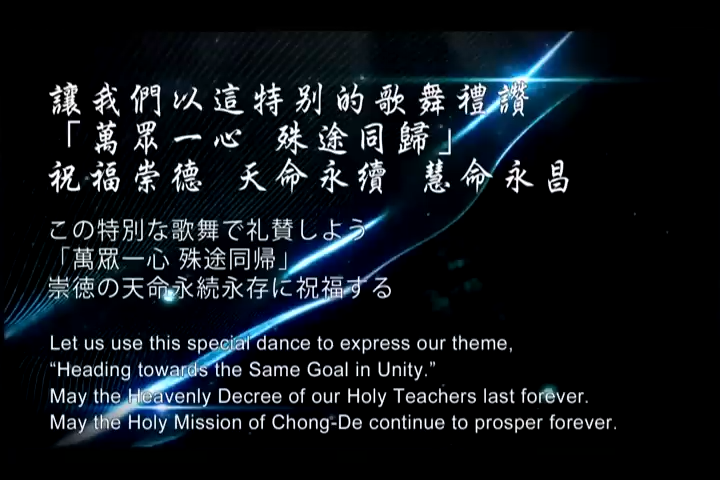 讓我們以這特別的歌舞禮讚
「萬眾一心 殊途同歸」
祝福崇德 天命永續 慧命永昌
この特別な歌舞で礼賛しよう
「萬眾一心 殊途同帰」
崇徳の天命永続永存に祝福する
Let us use this special dance to express our theme,
“Heading towards the Same Goal in Unity.”
May the Heavenly Decree of our Holy Teachers last forever.
May the Holy Mission of Chong-De continue to prosper forever.